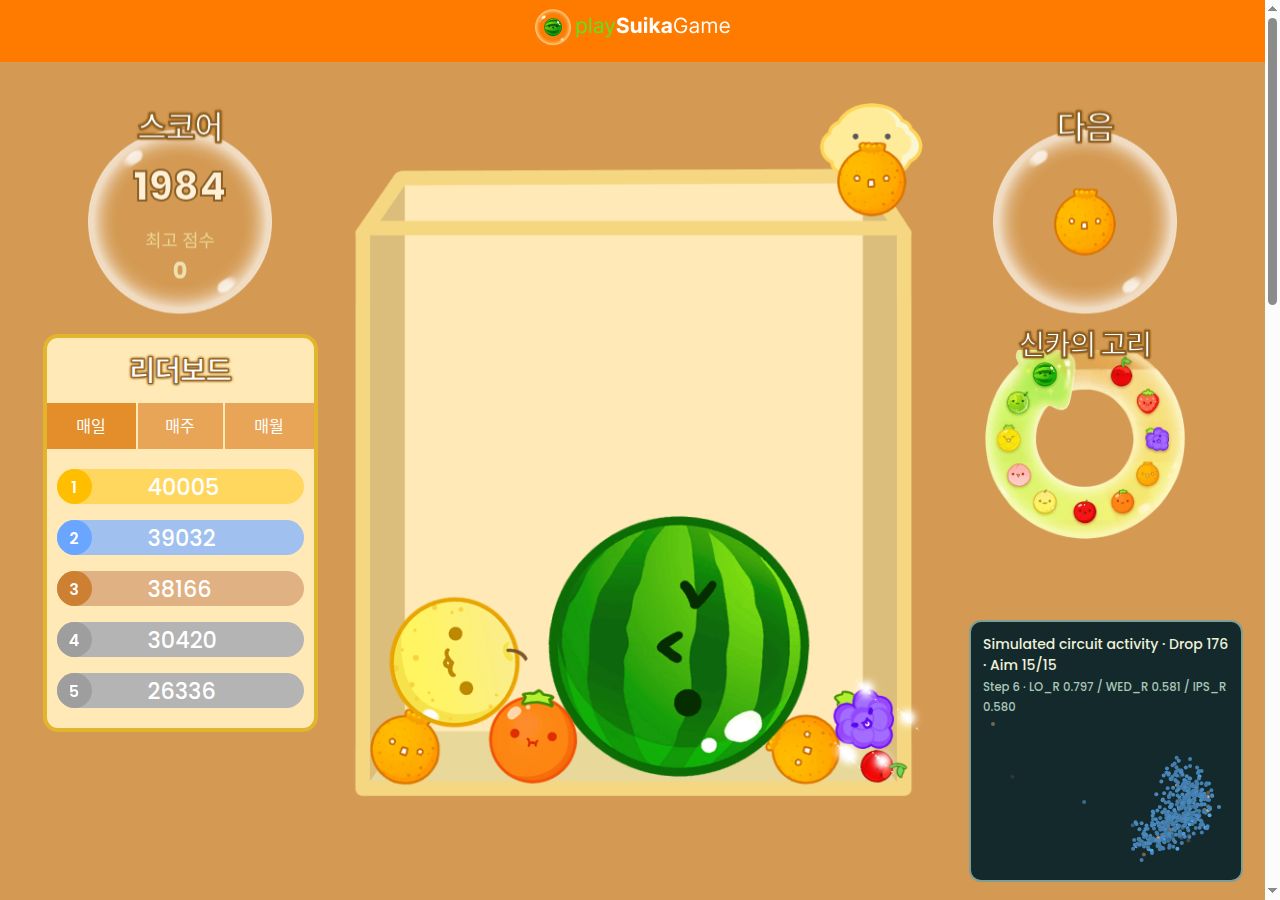 playSuikaGame
스코어
1984
최고 점수
0
다음
신카의 고리
리더보드
매일 매주 매월
1 40005
2 39032
3 38166
4 30420
5 26336
Simulated circuit activity · Drop 176
· Aim 15/15
Step 6 · LO_R 0.797 / WED_R 0.581 / IPS_R
0.580